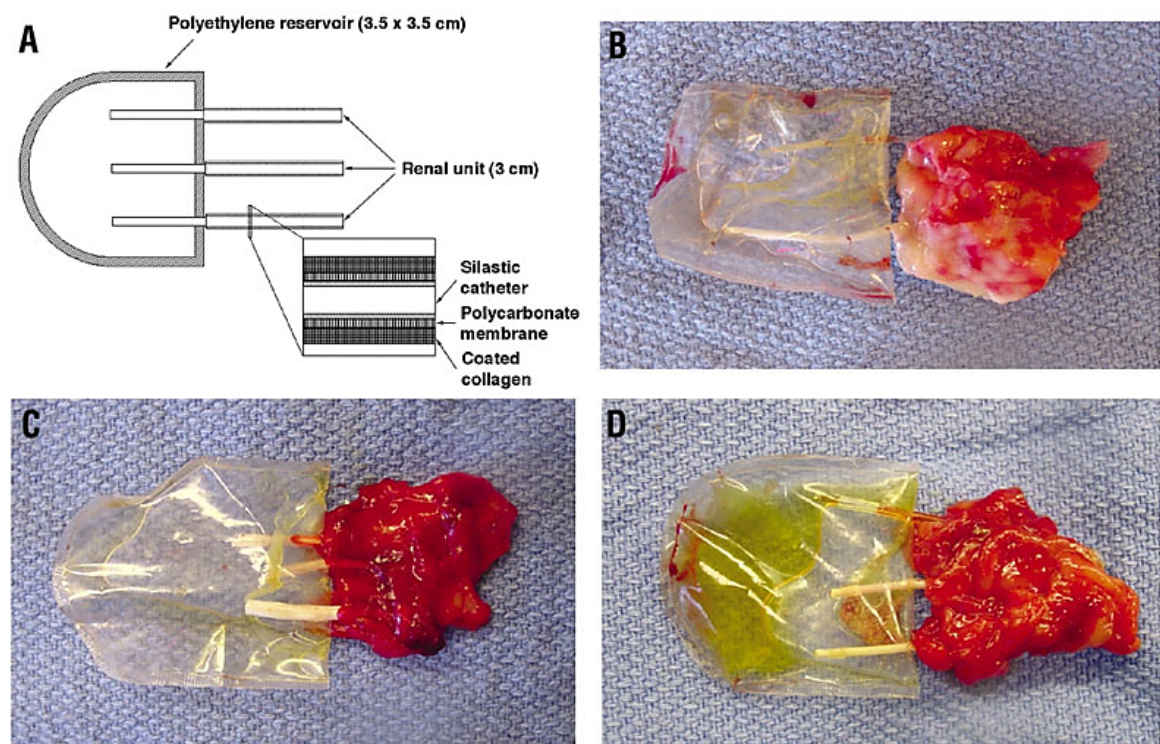 A
Polyethylene reservoir (3.5 x 3.5 cm)
Renal unit (3 cm)
Silastic
catheter
Polycarbonate
membrane
Coated
collagen
B
C
D